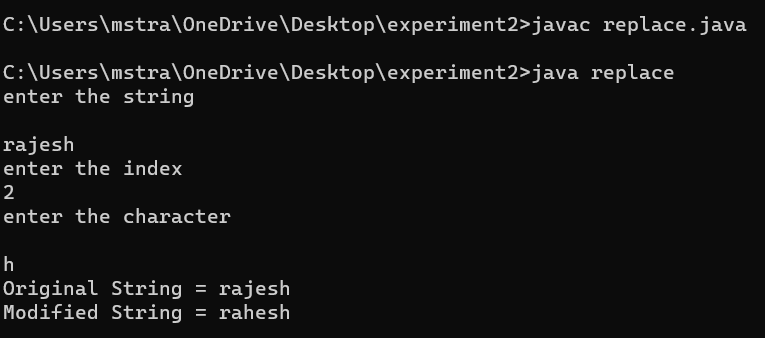 C:\Users\mstra\OneDrive\Desktop\experiment2>javac replace.java
C:\Users\mstra\OneDrive\Desktop\experiment2>java replace
enter the string
rajesh
enter the index
2
enter the character
h
Original String = rajesh
Modified String = rahesh